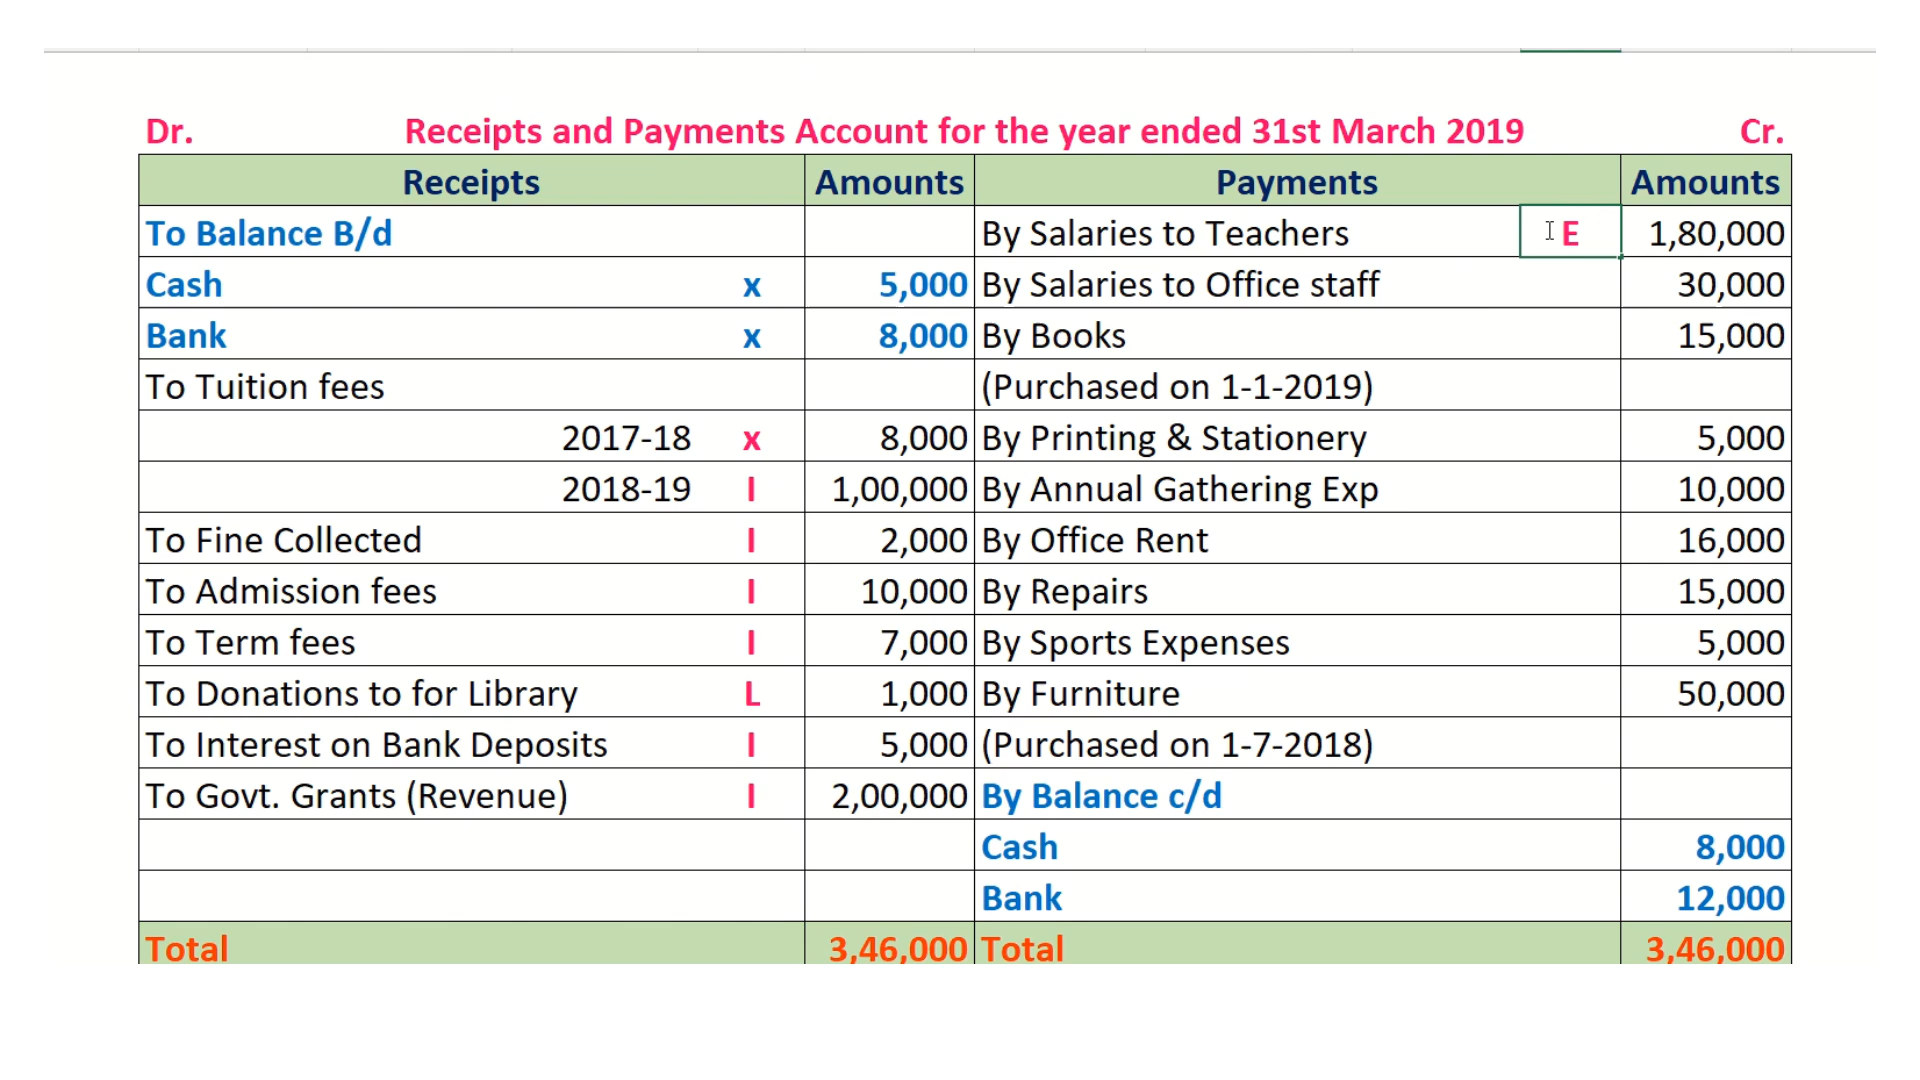 Dr. Receipts and Payments Account for the year ended 31st March 2019 Cr.
Receipts Amounts Payments Amounts
To Balance B/d By Salaries to Teachers E 1,80,000
Cash x 5,000 By Salaries to Office staff 30,000
Bank x 8,000 By Books 15,000
To Tuition fees (Purchased on 1-1-2019)
2017-18 x 8,000 By Printing & Stationery 5,000
2018-19 I 1,00,000 By Annual Gathering Exp 10,000
To Fine Collected I 2,000 By Office Rent 16,000
To Admission fees I 10,000 By Repairs 15,000
To Term fees I 7,000 By Sports Expenses 5,000
To Donations to for Library L 1,000 By Furniture 50,000
To Interest on Bank Deposits I 5,000 (Purchased on 1-7-2018)
To Govt. Grants (Revenue) I 2,00,000 By Balance c/d
Cash 8,000
Bank 12,000
Total 3,46,000 Total 3,46,000